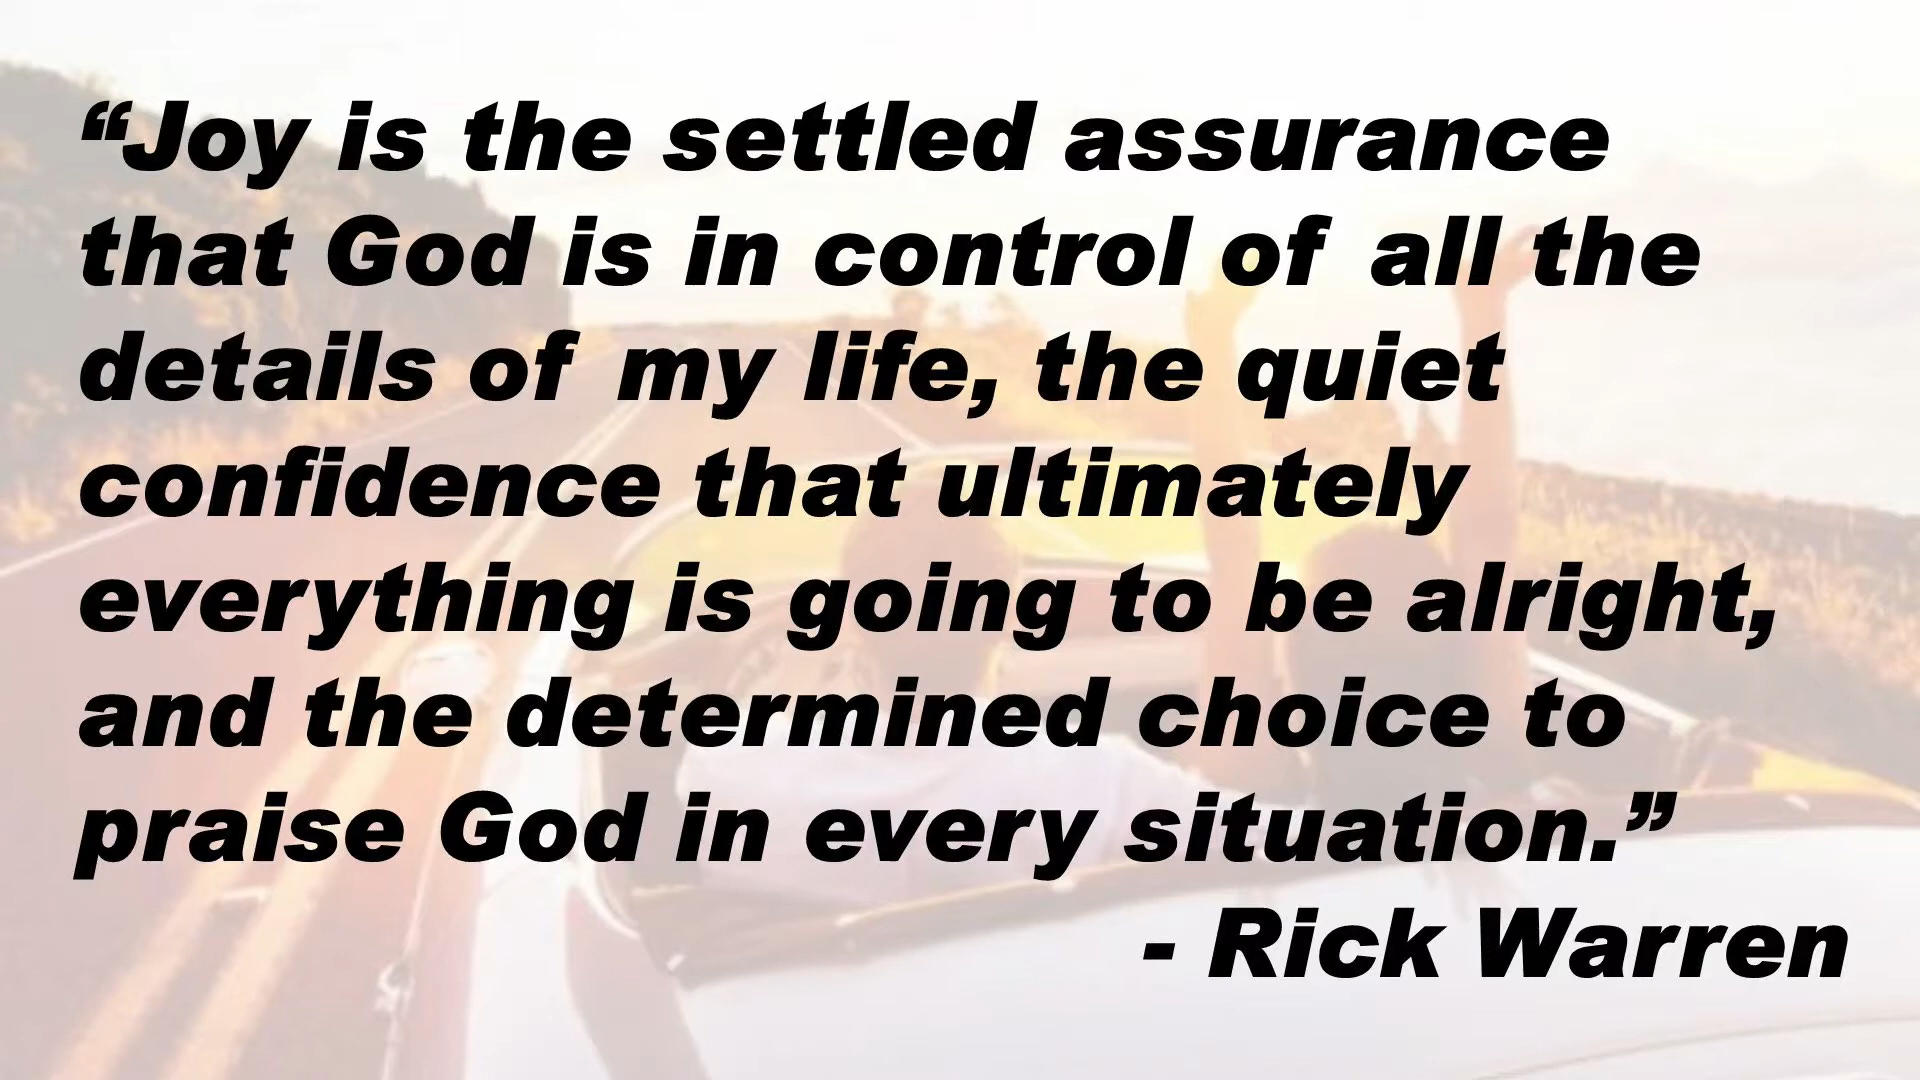 “Joy is the settled assurance
that God is in control of all the
details of my life, the quiet
confidence that ultimately
everything is going to be alright,
and the determined choice to
praise God in every situation.”
- Rick Warren